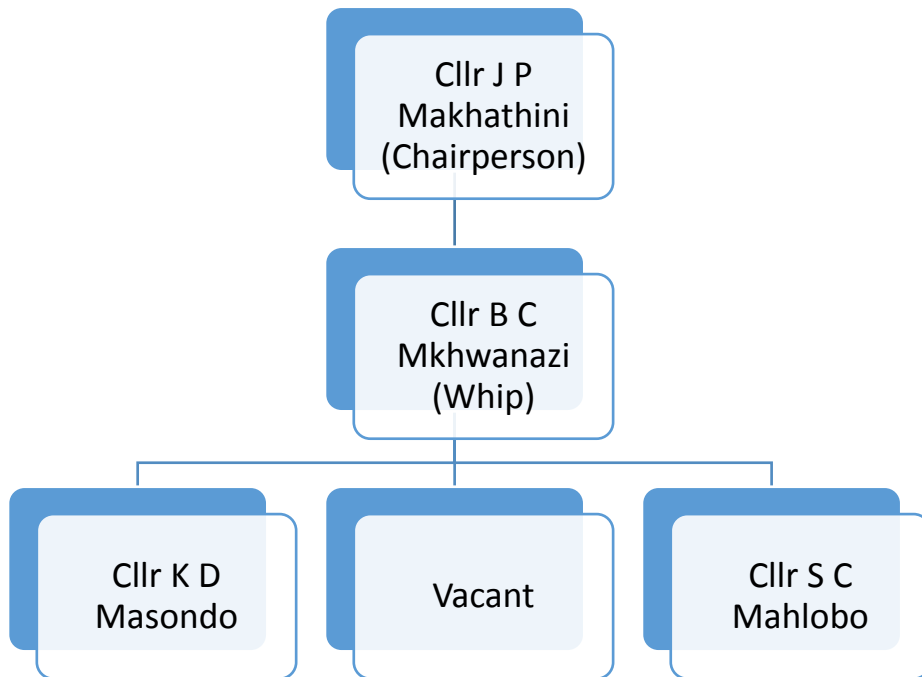 Cllr J P
Makhathini
(Chairperson)
Cllr B C
Mkhwanazi
(Whip)
Cllr K D
Masondo
Vacant
Cllr S C
Mahlobo